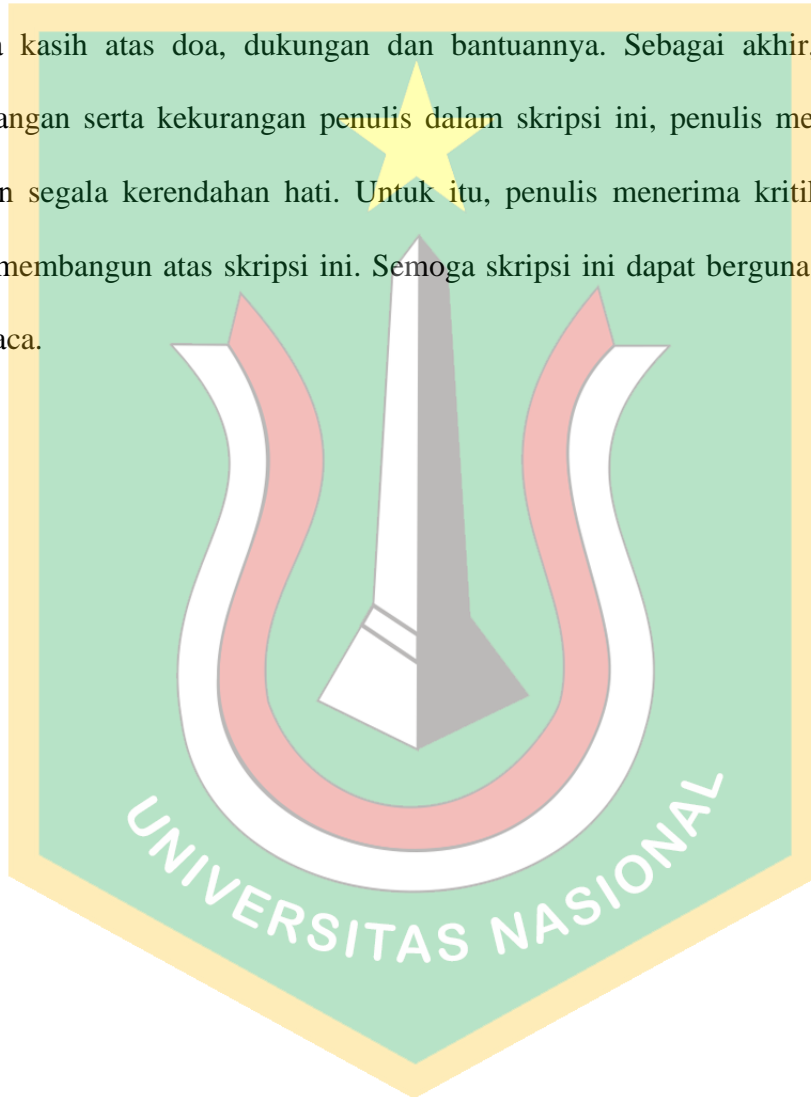 kasih atas doa, dukungan dan bantuannya. Sebagai akhir
angan serta kekurangan penulis dalam skripsi ini, penulis me
n segala kerendahan hati. Untuk itu, penulis menerima kriti
membangun atas skripsi ini. Semoga skripsi ini dapat berguna
aca.
UNIVERSITAS NASIONAL